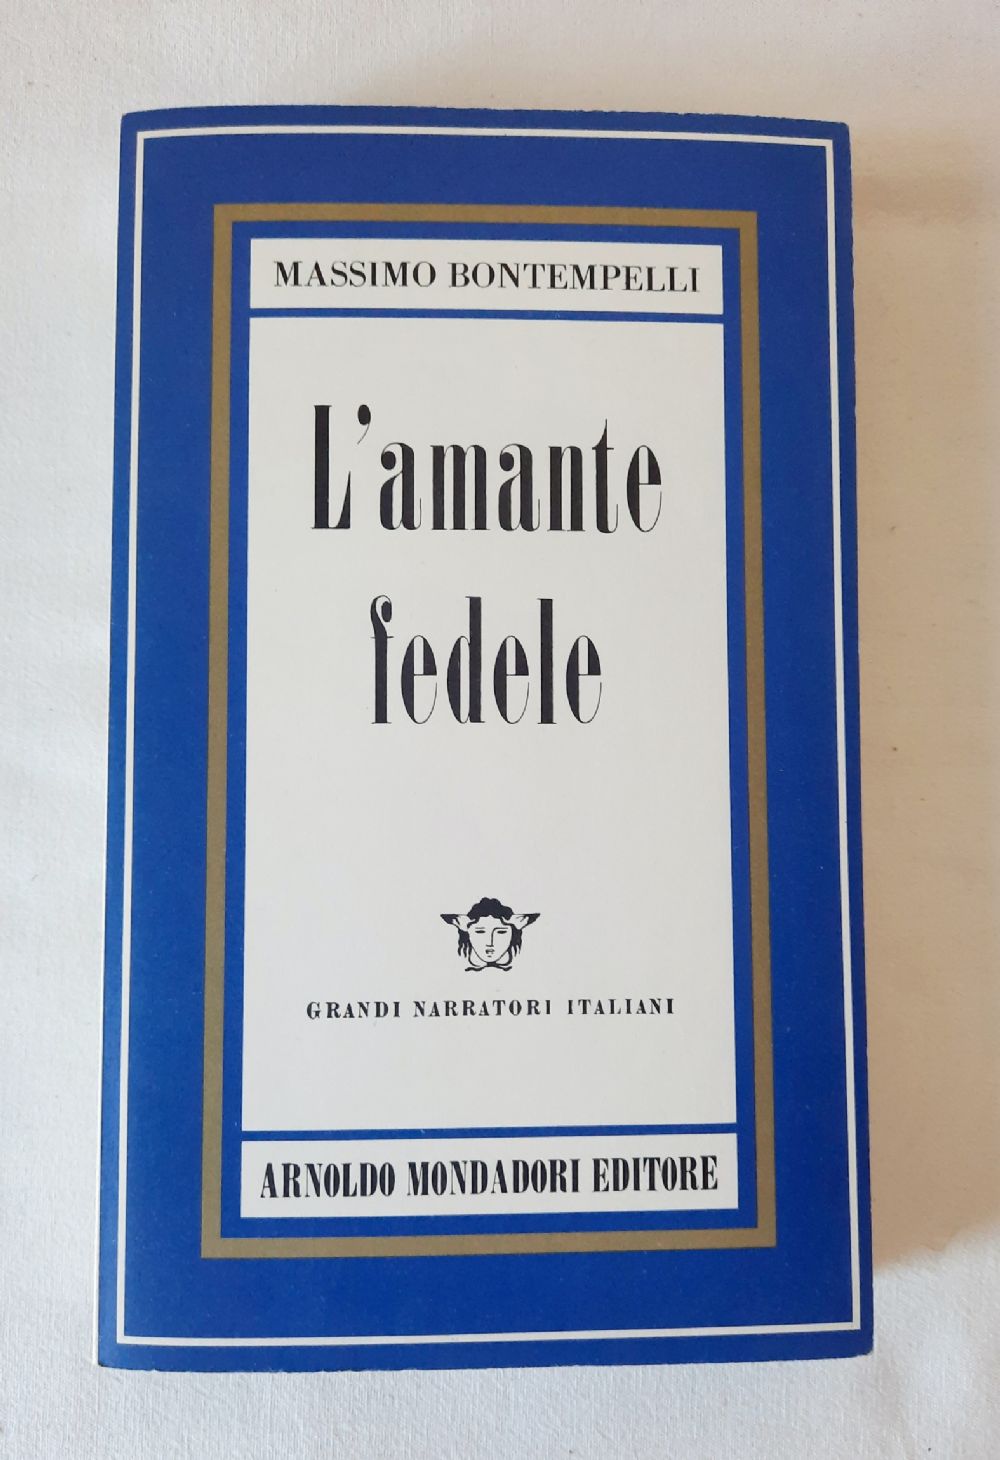 MASSIMO BONTEMPELLI
L'amante
fedele
GRANDI NARRATORI ITALIANI
ARNOLDO MONDADORI EDITORE